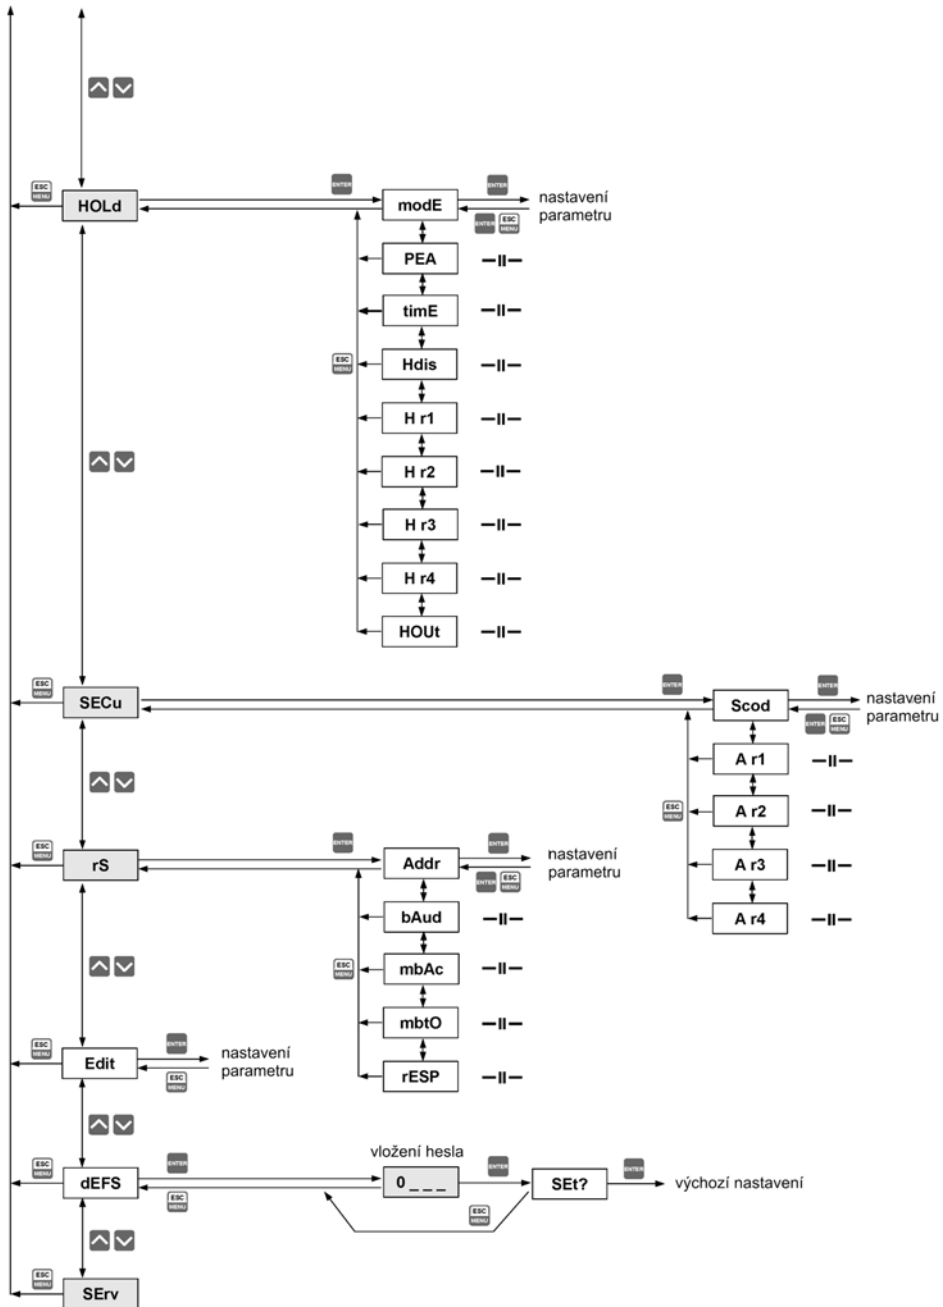 ESC
MENU
HOLd
ENTER
modE
ENTER
ENTER
ESC
MENU
nastavení
parametru
PEA
—II—
timE
—II—
ESC
MENU
Hdis
—II—
H r1
—II—
H r2
—II—
H r3
—II—
H r4
—II—
HOUt
—II—
ESC
MENU
SECu
ENTER
Scod
ENTER
ENTER
ESC
MENU
nastavení
parametru
A r1
—II—
ESC
MENU
A r2
—II—
A r3
—II—
A r4
—II—
ESC
MENU
rS
ENTER
Addr
ENTER
ENTER
ESC
MENU
nastavení
parametru
bAud
—II—
ESC
MENU
mbAc
—II—
mbtO
—II—
rESP
—II—
ESC
MENU
Edit
ENTER
ESC
MENU
nastavení
parametru
ESC
MENU
dEFS
ENTER
ESC
MENU
vložení hesla
0 _ _ _
ENTER
ESC
MENU
SEt?
ENTER
výchozí nastavení
ESC
MENU
SErv